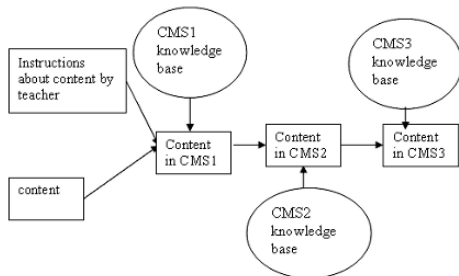 CMS1
knowledge
base
CMS3
knowledge
base
Instructions
about content by
teacher
Content
in CMS1
Content
in CMS2
Content
in CMS3
content
CMS2
knowledge
base